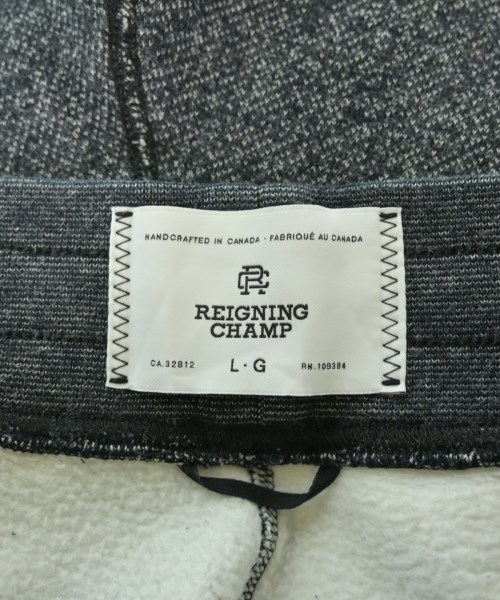 HANDCRAFTED IN CANADA · FABRIQUÉ AU CANADA
RC
REIGNING
CHAMP
CA.32812 L·G RN.109384